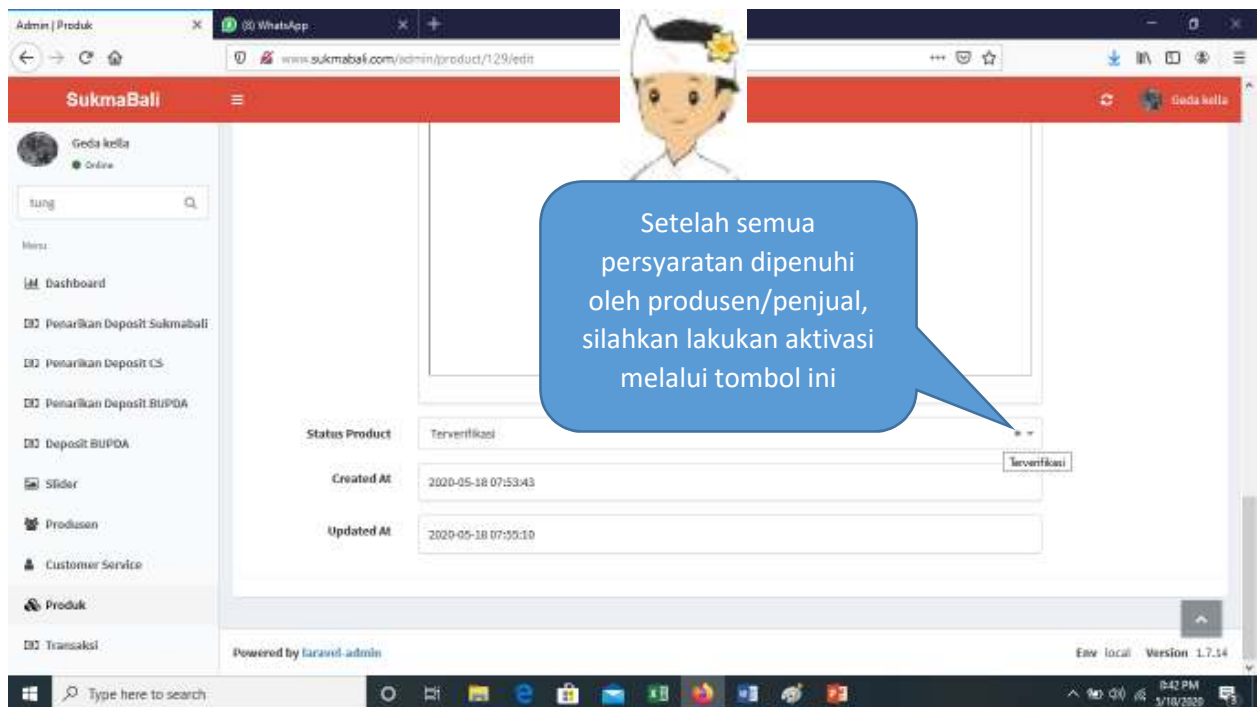 Admin | Produk
(8) WhatsApp
www.sukmabali.com/admin/product/129/edit
SukmaBali
Geda kella
Geda kella
Online
tung
Menu
Dashboard
Penarikan Deposit Sukmabali
Penarikan Deposit CS
Penarikan Deposit BUPDA
Deposit BUPDA
Slider
Produsen
Customer Service
Produk
Transaksi
Setelah semua
persyaratan dipenuhi
oleh produsen/penjual,
silahkan lakukan aktivasi
melalui tombol ini
Status Product
Terverifikasi
Terverifikasi
Created At
2020-05-18 07:53:43
Updated At
2020-05-18 07:55:10
Powered by laravel-admin
Env local Version 1.7.14
Type here to search
8:42 PM
5/18/2020